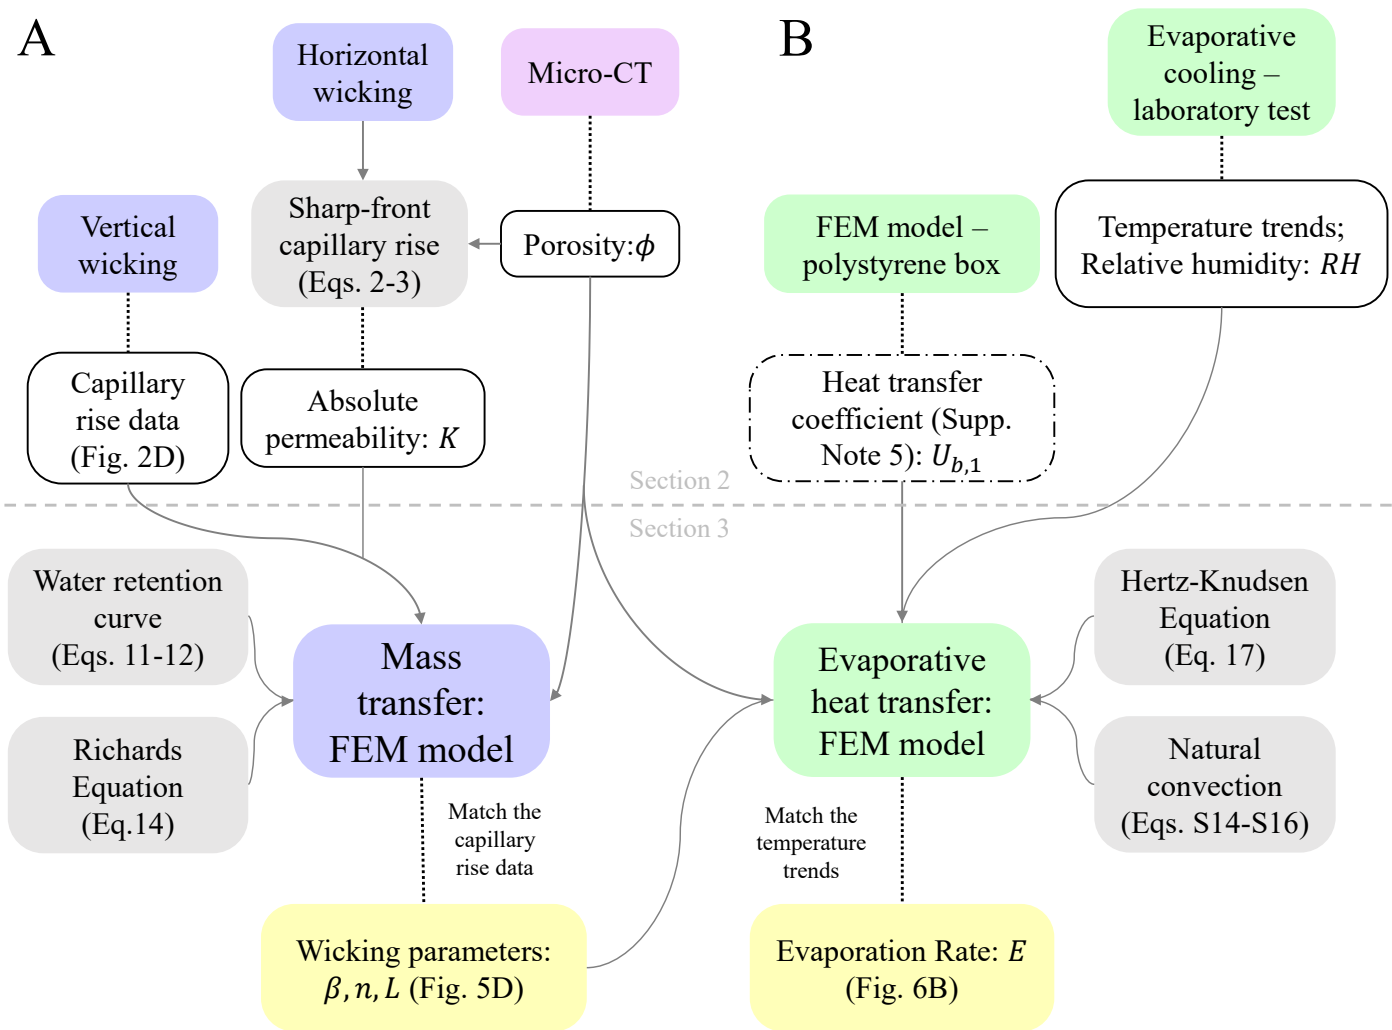 A
Horizontal
wicking
Micro-CT
Vertical
wicking
Sharp-front
capillary rise
(Eqs. 2-3)
Porosity:ϕ
Capillary
rise data
(Fig. 2D)
Absolute
permeability: K
B
Evaporative
cooling –
laboratory test
FEM model –
polystyrene box
Temperature trends;
Relative humidity: RH
Heat transfer
coefficient (Supp.
Note 5): U_{b,1}
Section 2
Section 3
Water retention
curve
(Eqs. 11-12)
Richards
Equation
(Eq.14)
Mass
transfer:
FEM model
Match the
capillary
rise data
Wicking parameters:
β, n, L (Fig. 5D)
Evaporative
heat transfer:
FEM model
Hertz-Knudsen
Equation
(Eq. 17)
Natural
convection
(Eqs. S14-S16)
Match the
temperature
trends
Evaporation Rate: E
(Fig. 6B)